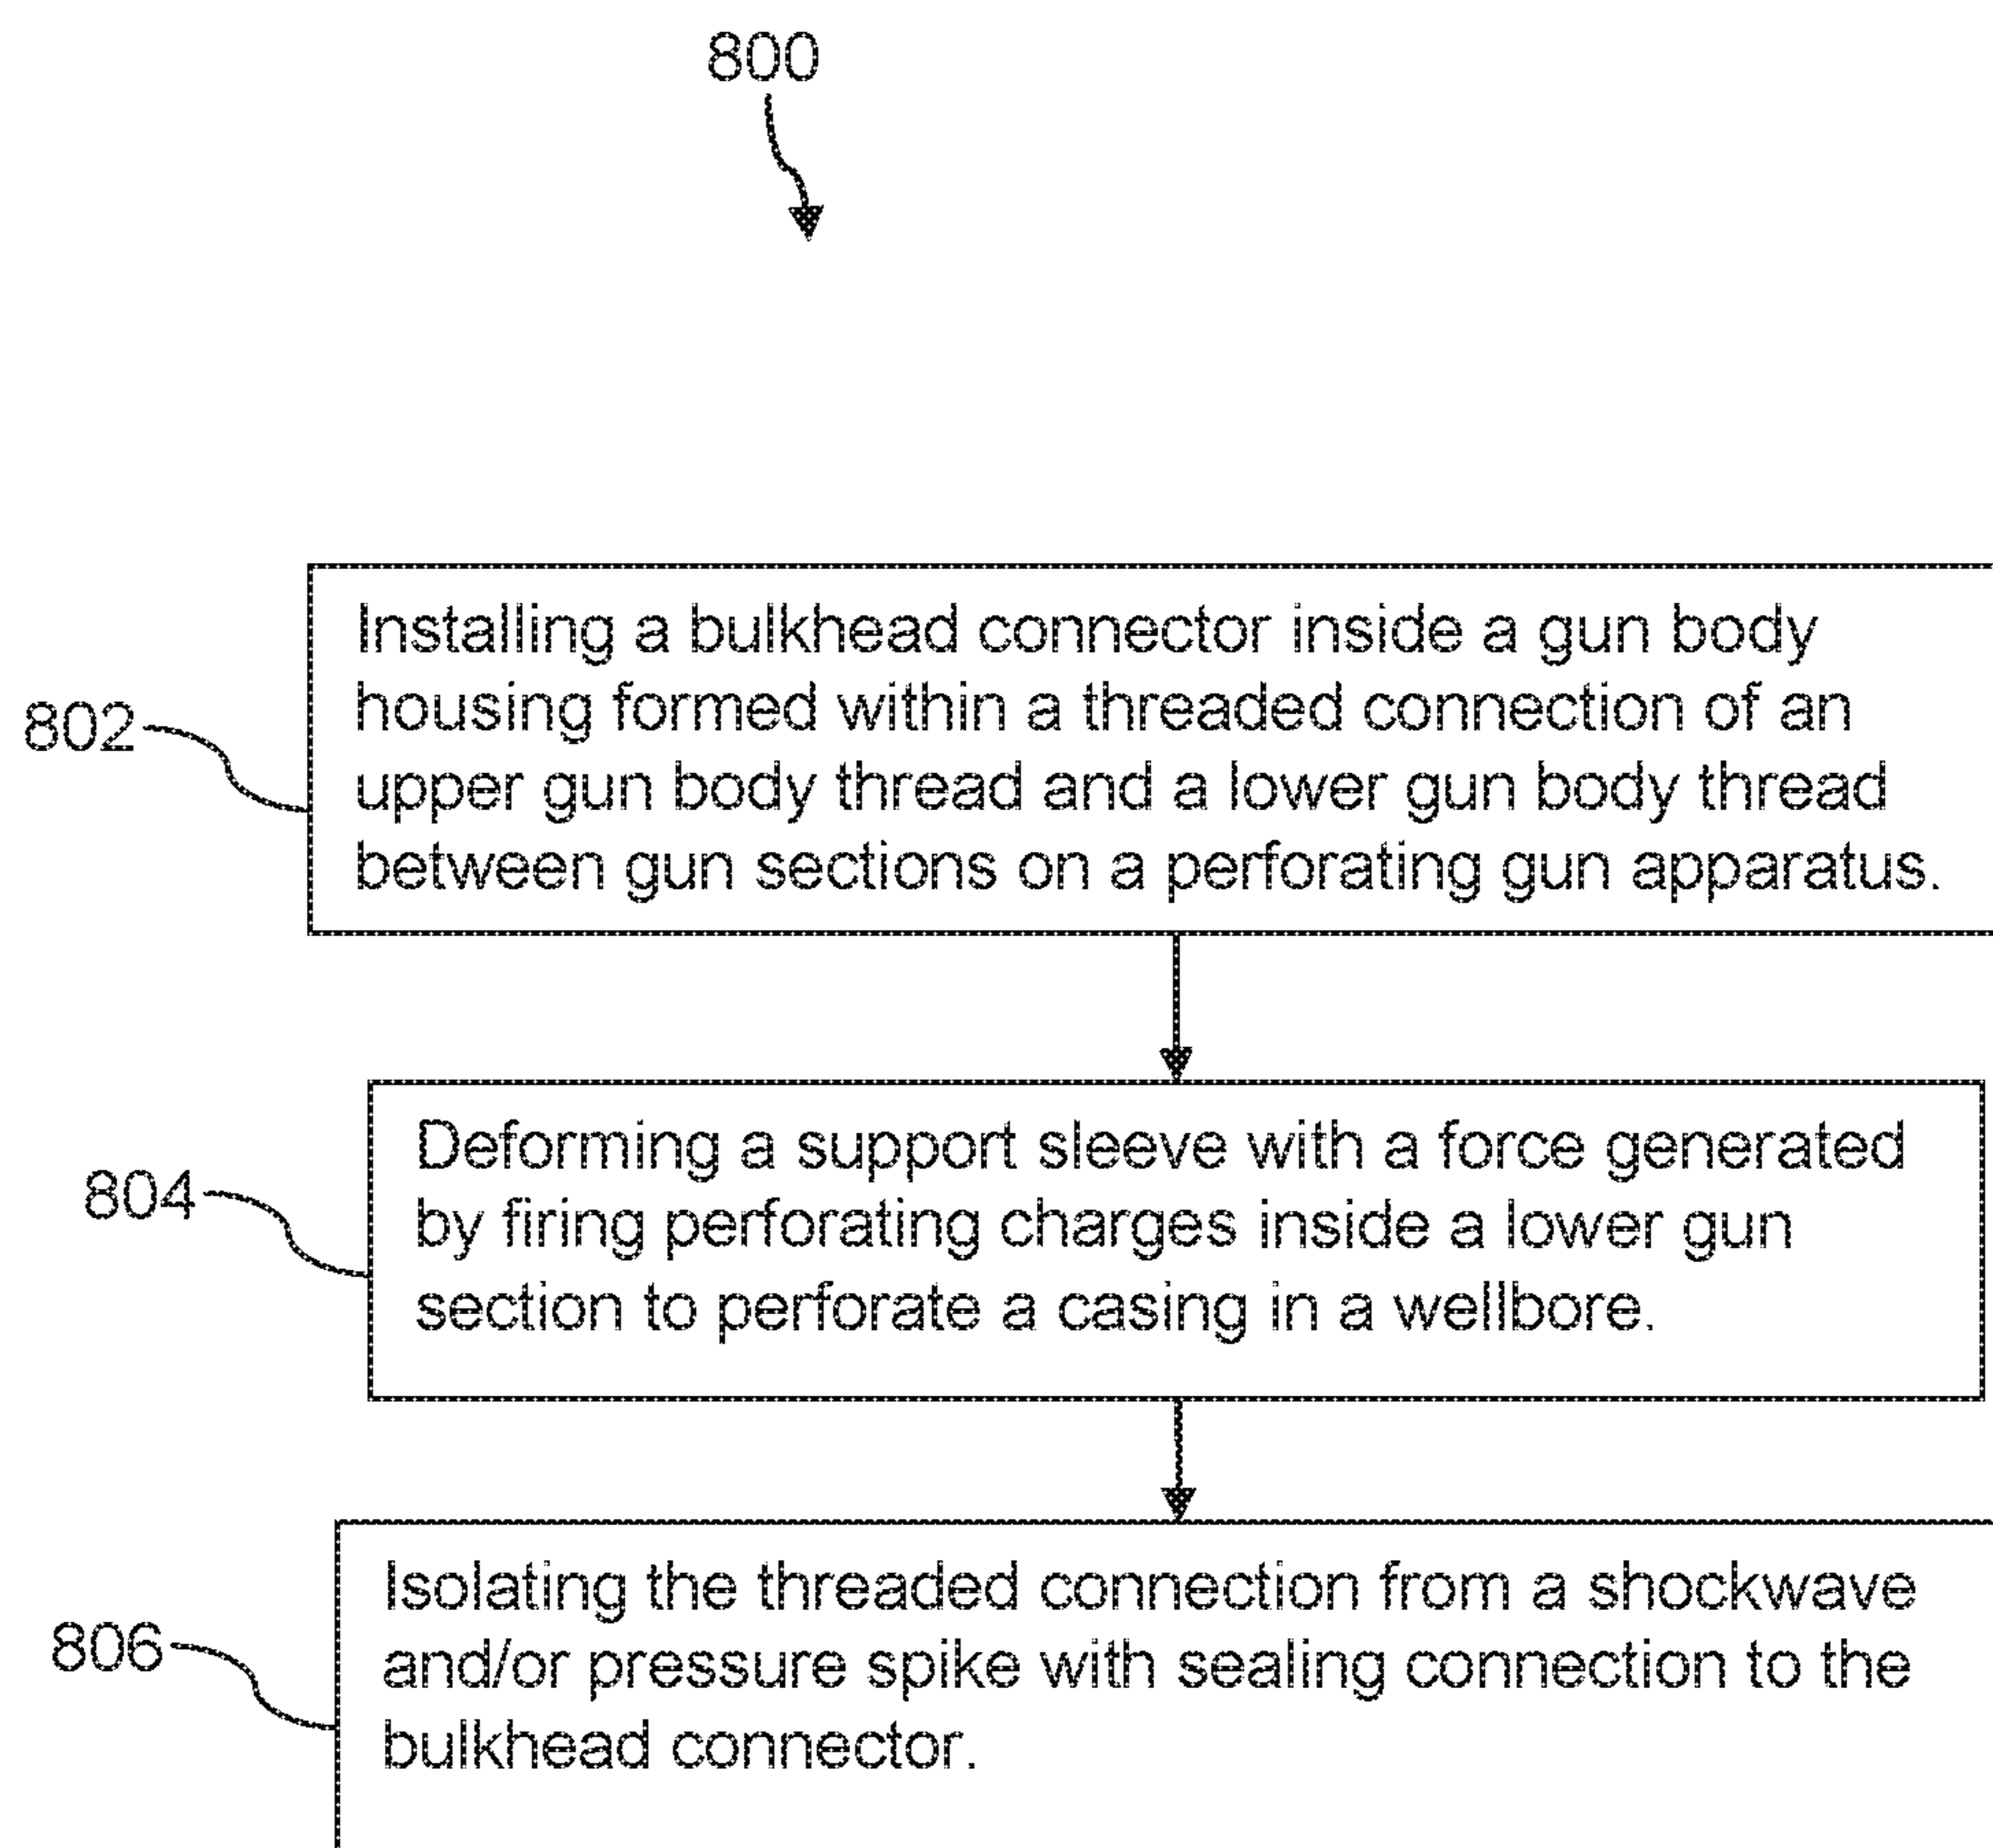 800
802
Installing a bulkhead connector inside a gun body
housing formed within a threaded connection of an
upper gun body thread and a lower gun body thread
between gun sections on a perforating gun apparatus.
804
Deforming a support sleeve with a force generated
by firing perforating charges inside a lower gun
section to perforate a casing in a wellbore.
806
Isolating the threaded connection from a shockwave
and/or pressure spike with sealing connection to the
bulkhead connector.